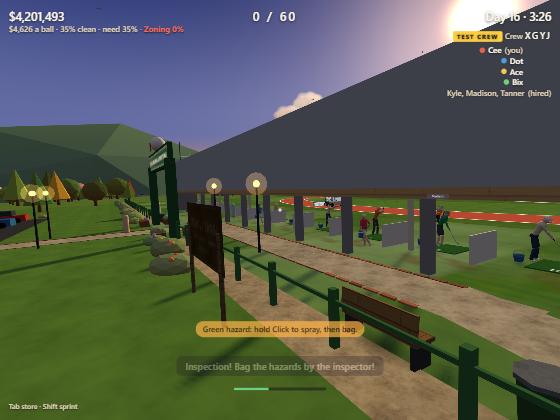 $4,201,493
$4,626 a ball · 35% clean · need 35% · Zoning 0%
0 / 60
Day 16 · 3:26
TEST CREW Crew XGYJ
Cee (you)
Dot
Ace
Bix
Kyle, Madison, Tanner (hired)
Green hazard: hold Click to spray, then bag.
Inspection! Bag the hazards by the inspector!
Tab store · Shift sprint